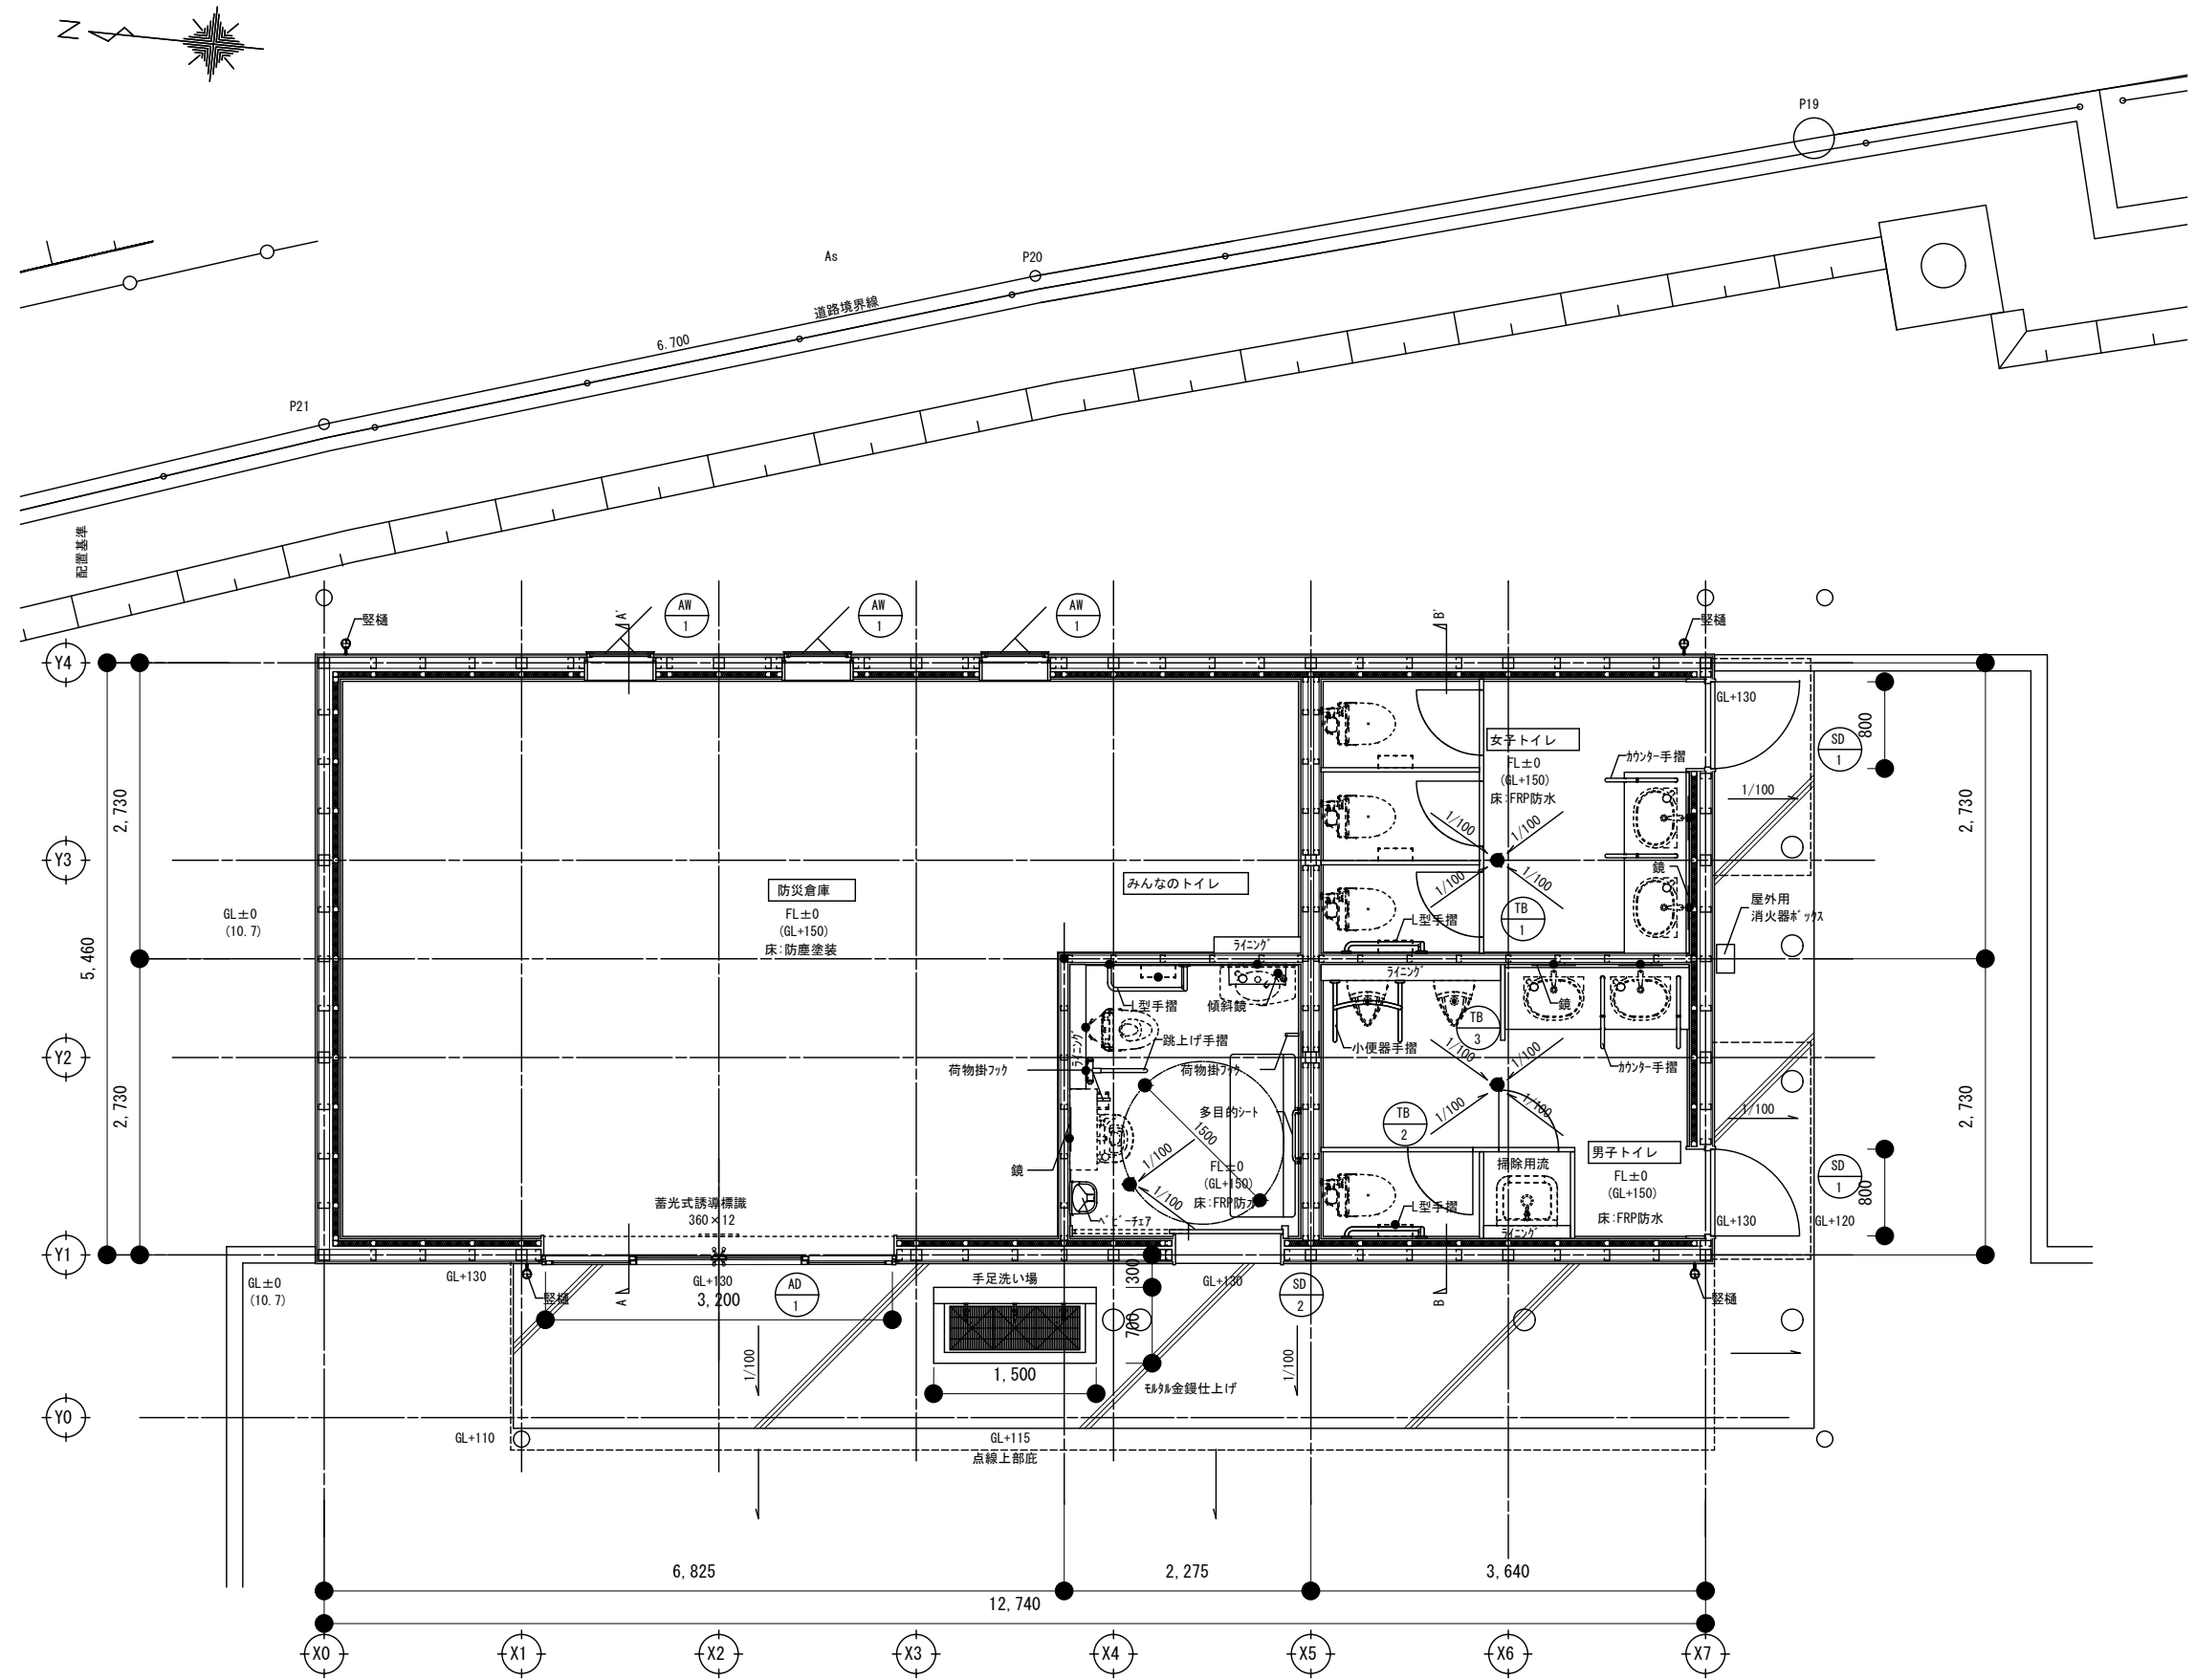 Z
P19
P20
As
道路境界線
6.700
P21
配置基準
AW
1
AW
1
AW
1
竪樋
A'
B'
竪樋
Y4
GL+130
800
SD
1
女子トイレ
FL±0
(GL+150)
床:FRP防水
カウンター手摺
2,730
2,730
1/100
1/100
1/100
1/100
1/100
Y3
鏡
防災倉庫
FL±0
(GL+150)
床:防塵塗装
みんなのトイレ
TB
1
L型手摺
屋外用
消火器ボックス
GL±0
(10.7)
5,460
ライニング
ライニング
L型手摺
傾斜鏡
鏡
TB
3
小便器手摺
跳上げ手摺
ライニング
荷物掛フック
荷物掛フック
カウンター手摺
Y2
1/100
1/100
1/100
1/100
1/100
2,730
2,730
多目的シート
1500
TB
2
鏡
1/100
1/100
FL±0
(GL+150)
床:FRP防水
掃除用流
男子トイレ
FL±0
(GL+150)
床:FRP防水
SD
1
800
L型手摺
ベビーチェア
ライニング
蓄光式誘導標識
360×12
GL+130
GL+120
Y1
GL±0
(10.7)
GL+130
竪樋
A
GL+130
3,200
AD
1
手足洗い場
300
700
GL+130
SD
2
B
竪樋
1/100
1,500
1/100
モルタル金鏝仕上げ
Y0
GL+110
GL+115
点線上部庇
6,825
2,275
3,640
12,740
X0
X1
X2
X3
X4
X5
X6
X7